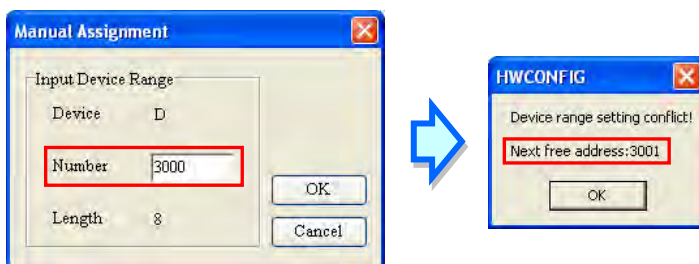 Manual Assignment
Input Device Range
Device D
Number 3000
Length 8
OK
Cancel
HWCONFIG
Device range setting conflict!
Next free address:3001
OK